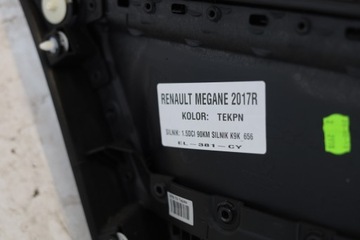 RENAULT MEGANE 2017R
KOLOR: TEKPN
SILNIK: 1.5DCI 90KM SILNIK K9K 656
EL-381-CY